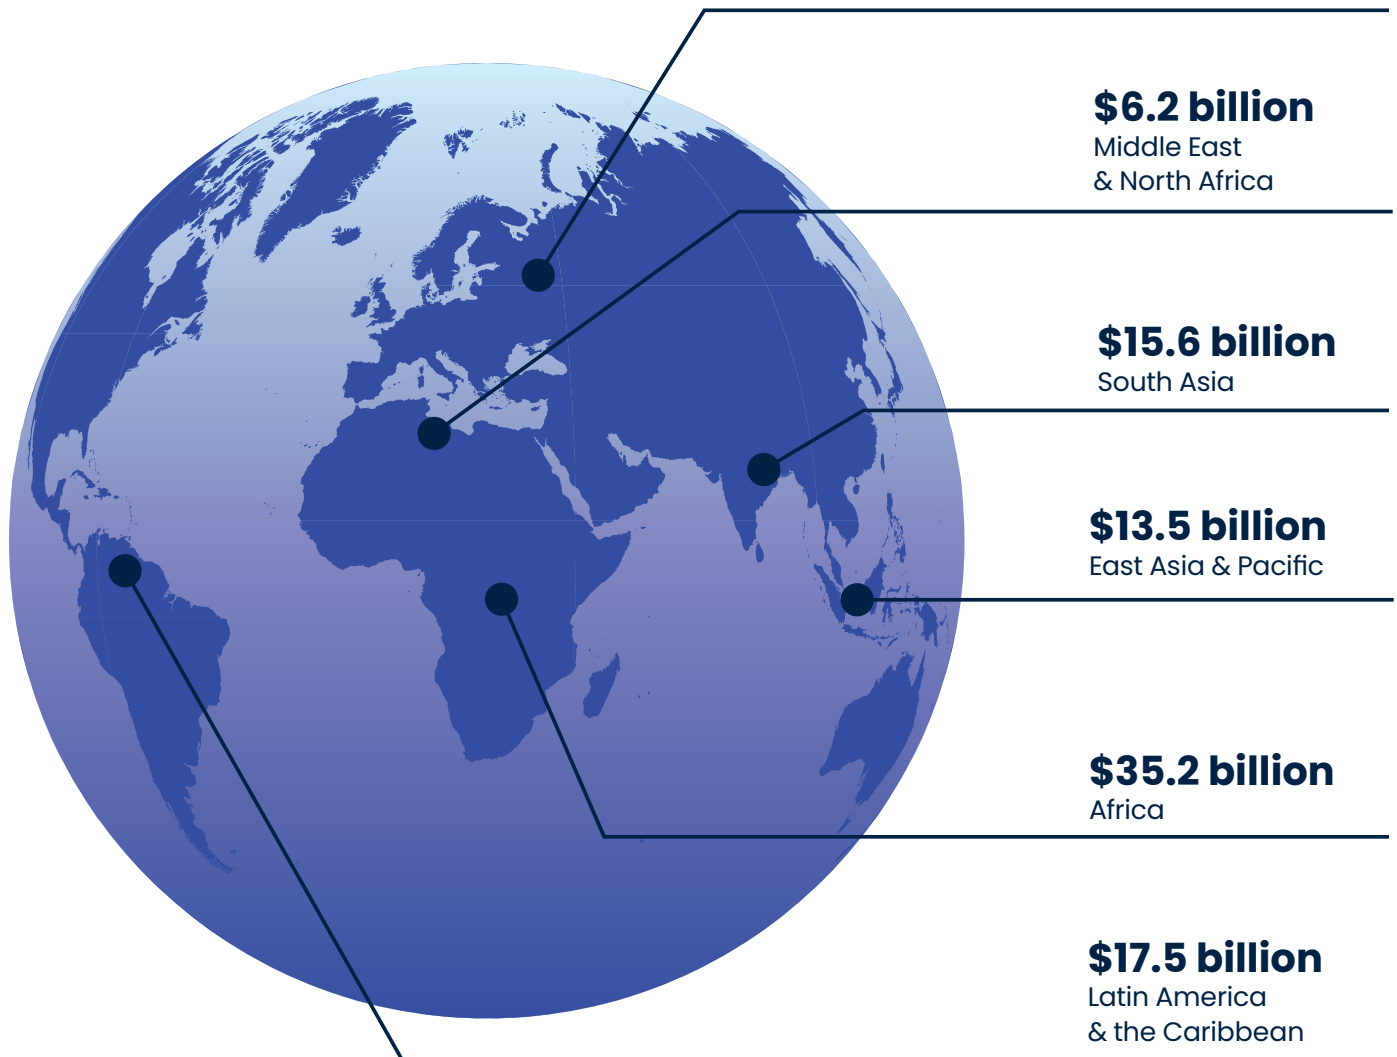 $6.2 billion
Middle East
& North Africa
$15.6 billion
South Asia
$13.5 billion
East Asia & Pacific
$35.2 billion
Africa
$17.5 billion
Latin America
& the Caribbean